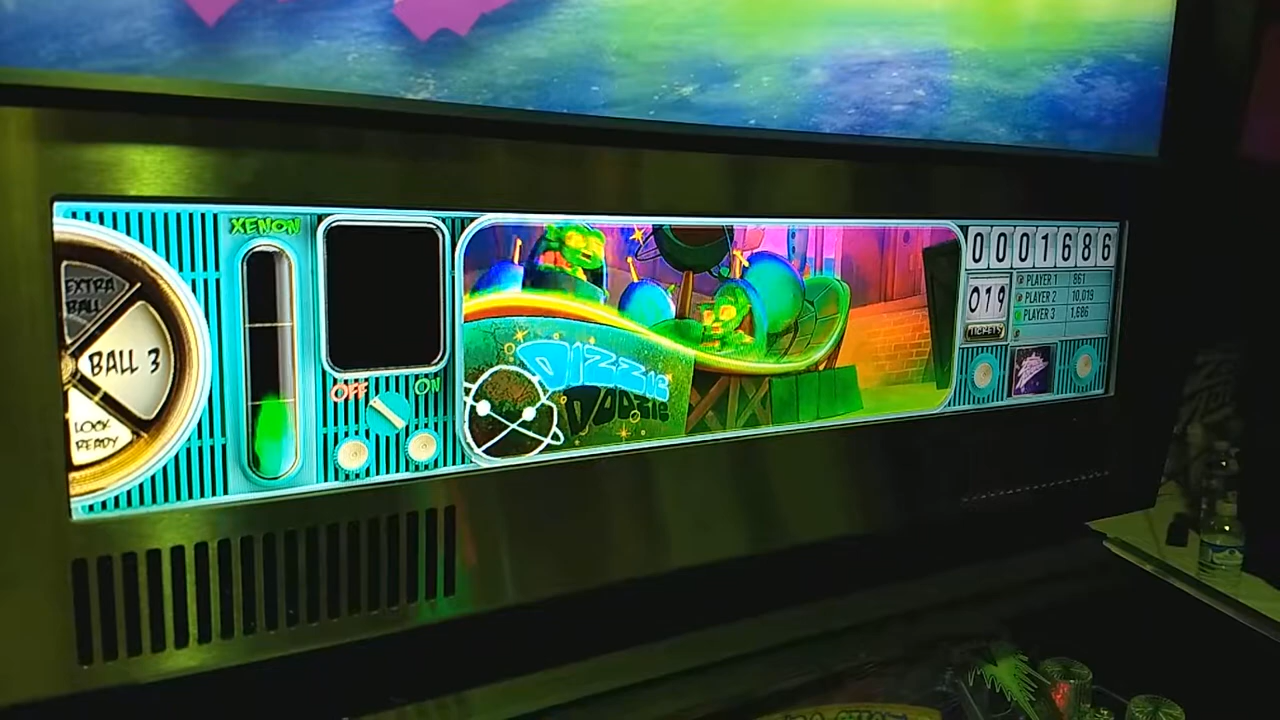 EXTRA
BALL
BALL 3
LOCK
READY
XENON
OFF
ON
DIZZIE
DOOZIE
0001686
019
TICKETS
PLAYER 1 861
PLAYER 2 10,019
PLAYER 3 1,686